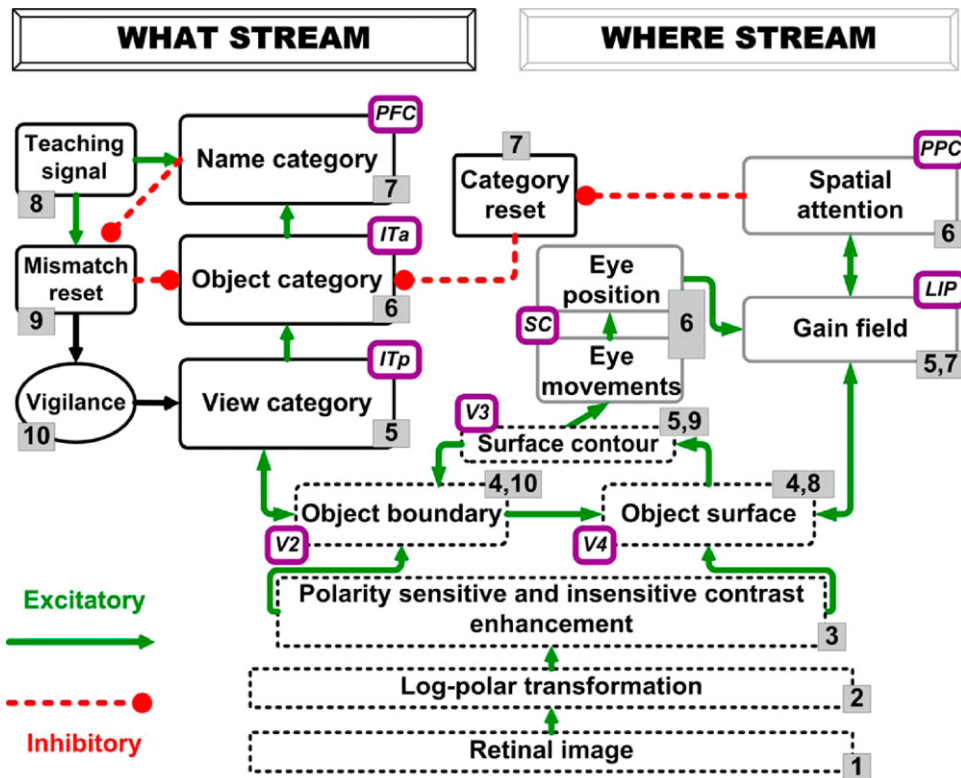 WHAT STREAM
WHERE STREAM
PFC
Teaching
signal
8
Name category
7
7
Category
reset
PPC
Spatial
attention
6
ITa
Mismatch
reset
9
Object category
6
Eye
position
SC
6
Eye
movements
LIP
Gain field
5,7
ITp
Vigilance
10
View category
5
V3
5,9
Surface contour
4,10
Object boundary
V2
4,8
Object surface
V4
Excitatory
Polarity sensitive and insensitive contrast
enhancement
3
Log-polar transformation
2
Inhibitory
Retinal image
1